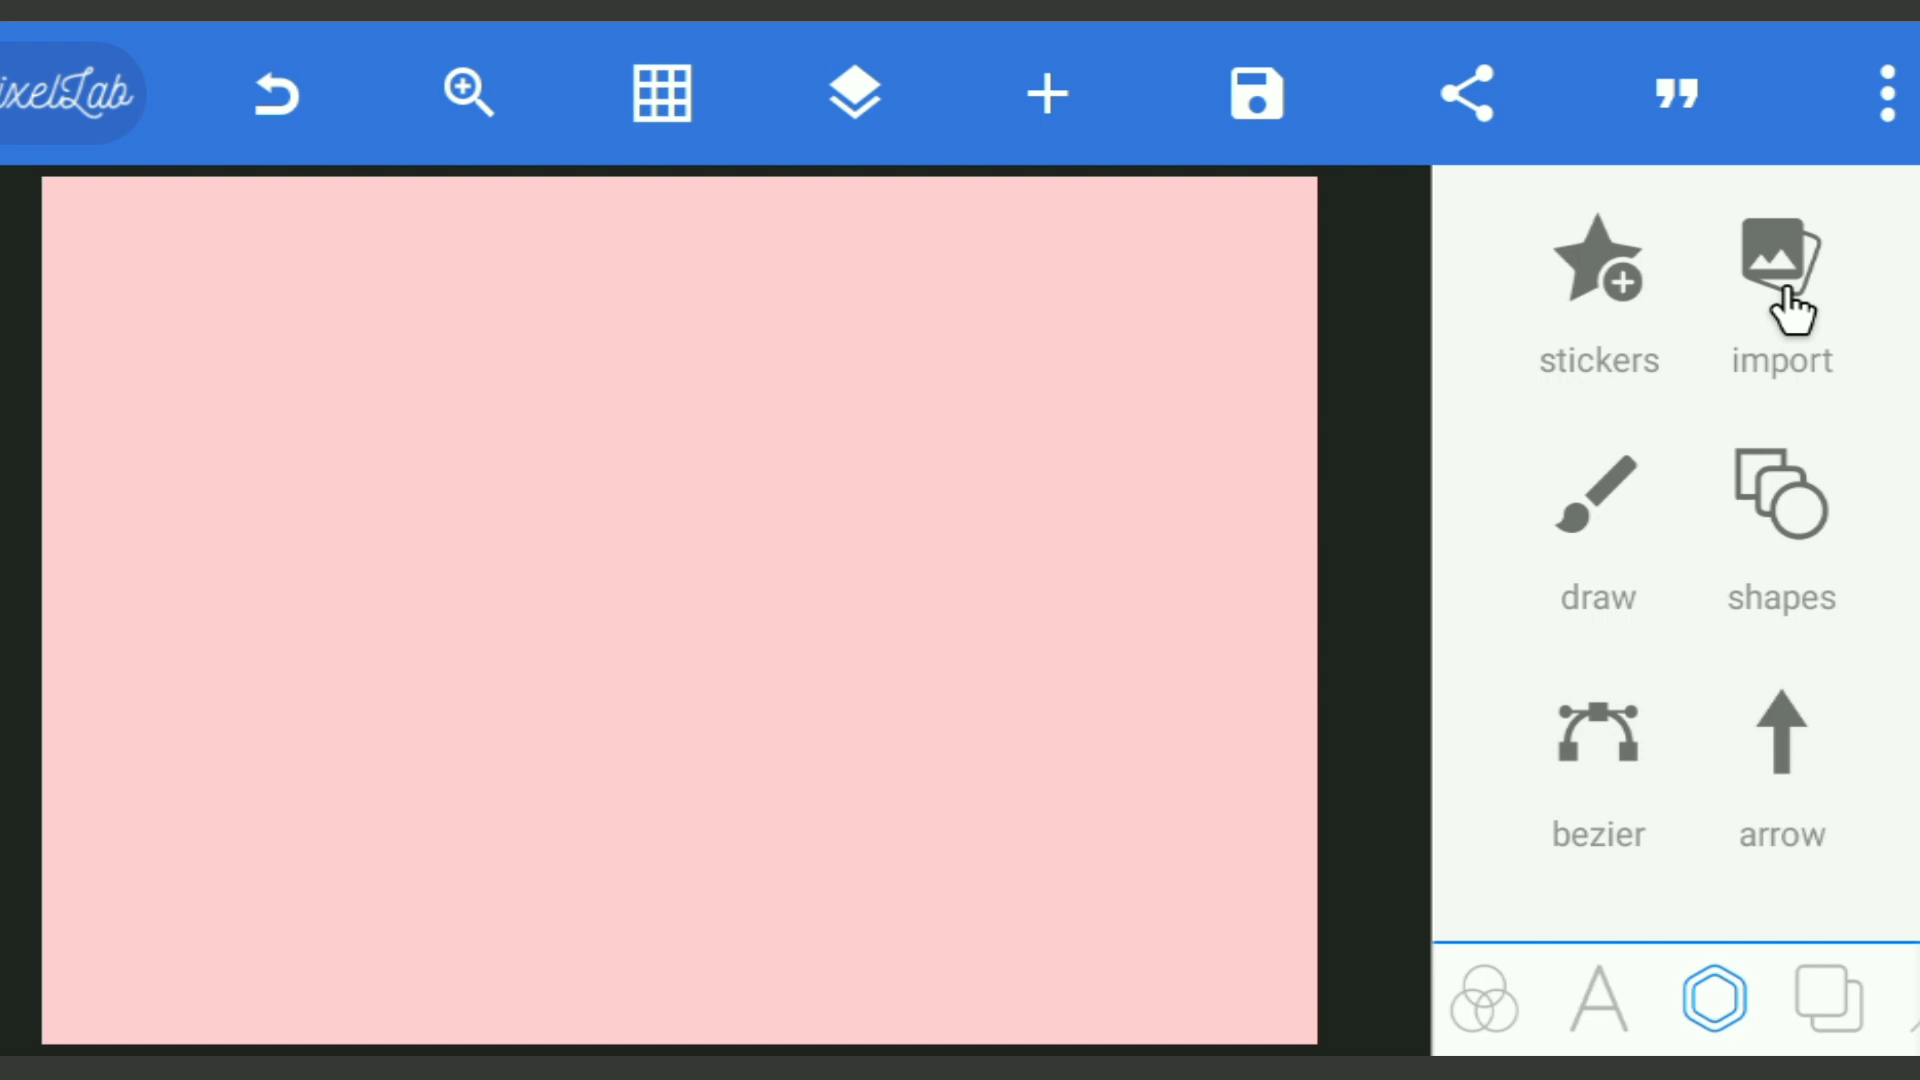 ixelLab
stickers
import
draw
shapes
bezier
arrow